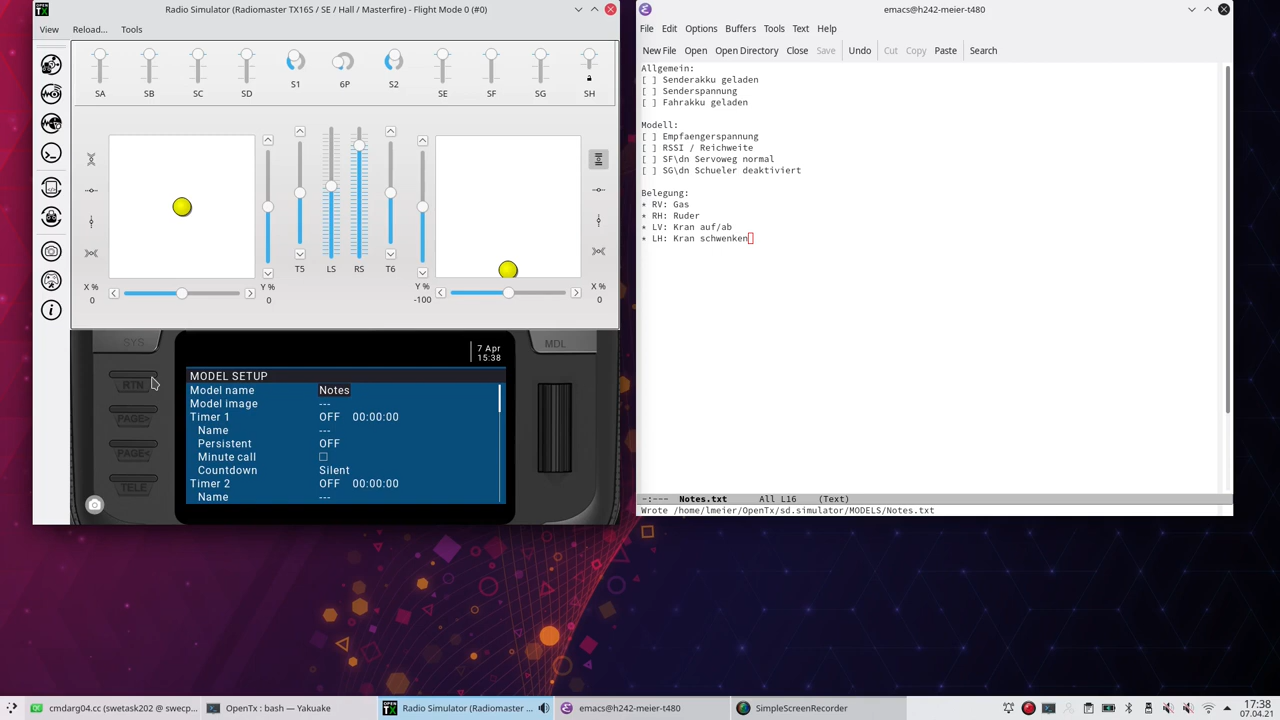 OPEN TX
Radio Simulator (Radiomaster TX16S / SE / Hall / Masterfire) - Flight Mode 0 (#0)
View Reload... Tools
SA SB SC SD S1 6P S2 SE SF SG SH
T5 LS RS T6
X %
0
Y %
0
Y %
-100
X %
0
SYS
RTN
PAGE>
PAGE<
TELE
MDL
7 Apr
15:38
MODEL SETUP
Model name Notes
Model image ---
Timer 1 OFF 00:00:00
Name ---
Persistent OFF
Minute call
Countdown Silent
Timer 2 OFF 00:00:00
Name ---
emacs@h242-meier-t480
File Edit Options Buffers Tools Text Help
New File Open Open Directory Close Save Undo Cut Copy Paste Search
Allgemein:
[ ] Senderakku geladen
[ ] Senderspannung
[ ] Fahrakku geladen
Modell:
[ ] Empfaengerspannung
[ ] RSSI / Reichweite
[ ] SF\dn Servoweg normal
[ ] SG\dn Schueler deaktiviert
Belegung:
* RV: Gas
* RH: Ruder
* LV: Kran auf/ab
* LH: Kran schwenken
-:--- Notes.txt All L16 (Text)
Wrote /home/lmeier/OpenTx/sd.simulator/MODELS/Notes.txt
cmdarg04.cc (swetask202 @ swecp...
OpenTx : bash — Yakuake
Radio Simulator (Radiomaster ...
emacs@h242-meier-t480
SimpleScreenRecorder
17:38
07.04.21